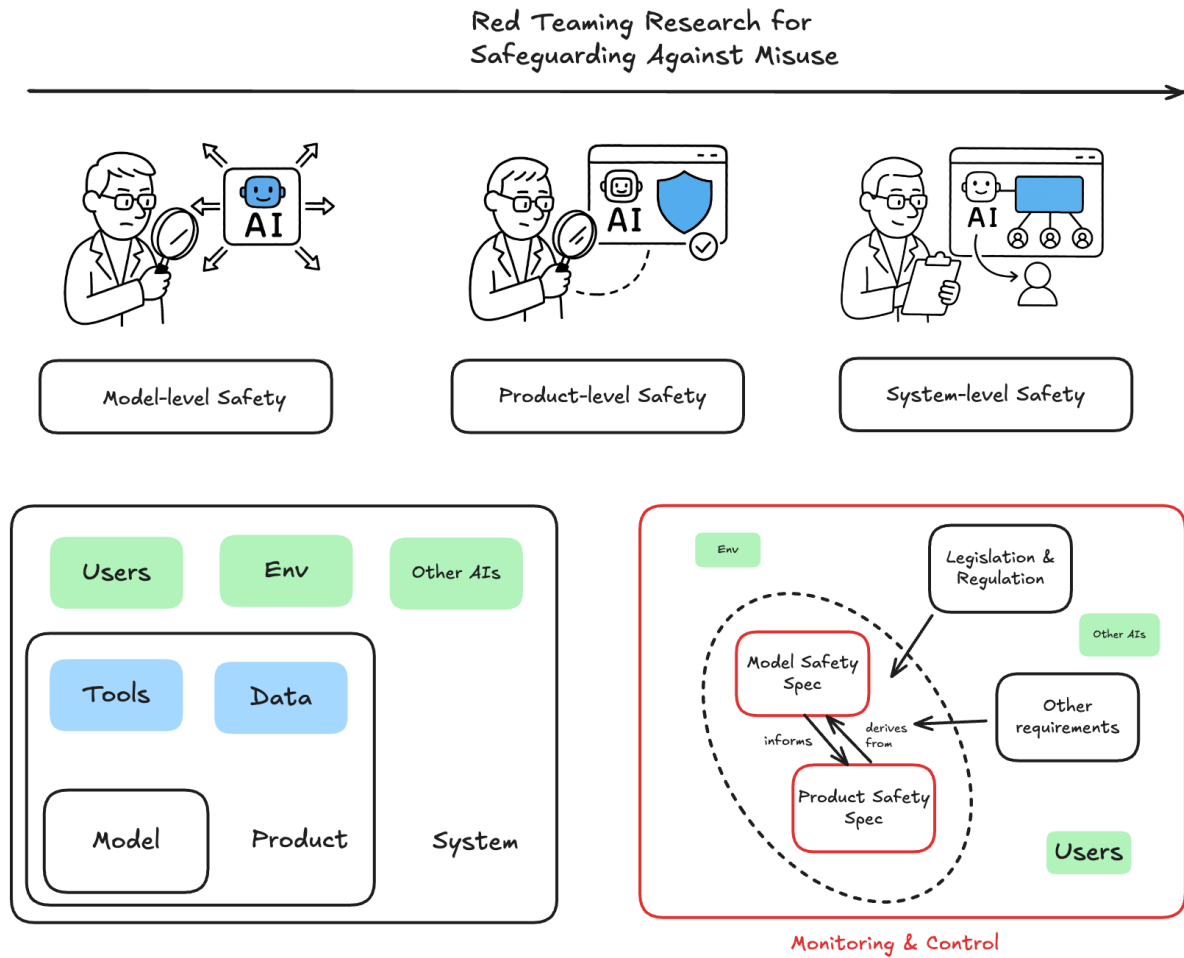 Red Teaming Research for
Safeguarding Against Misuse
AI
AI
AI
Model-level Safety
Product-level Safety
System-level Safety
Users
Env
Other AIs
Tools
Data
Model
Product
System
Env
Legislation &
Regulation
Other AIs
Model Safety
Spec
Other
requirements
informs
derives
from
Product Safety
Spec
Users
Monitoring & Control